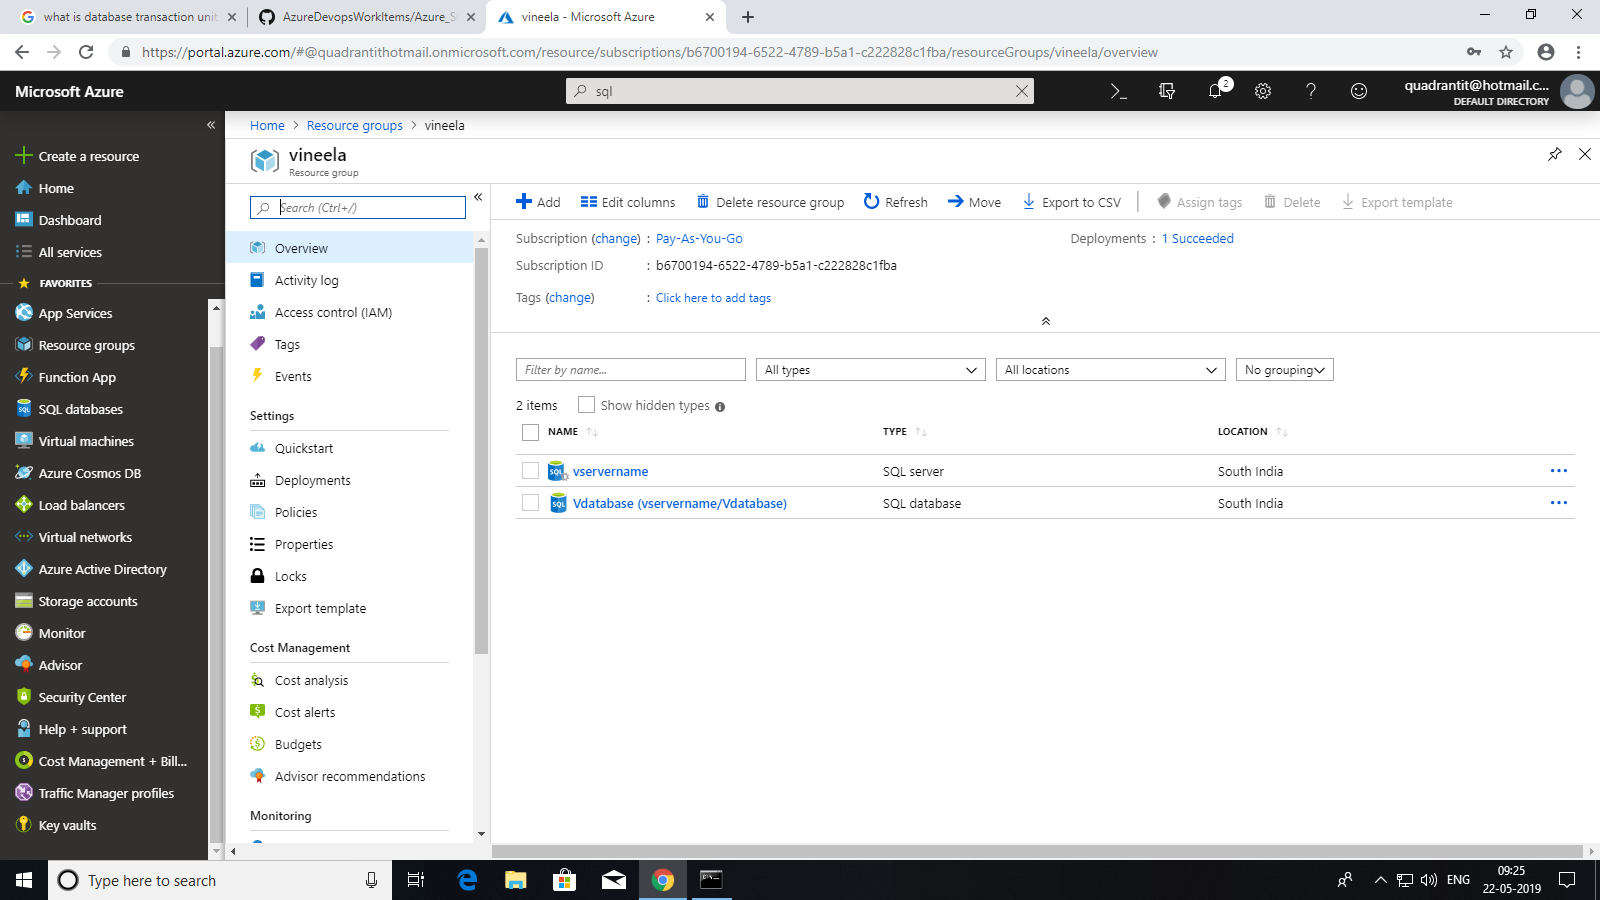 what is database transaction unit
AzureDevopsWorkItems/Azure_S
vineela - Microsoft Azure
https://portal.azure.com/#@quadrantithotmail.onmicrosoft.com/resource/subscriptions/b6700194-6522-4789-b5a1-c222828c1fba/resourceGroups/vineela/overview
Microsoft Azure
sql
2
quadrantit@hotmail.c...
DEFAULT DIRECTORY
Create a resource
Home
Dashboard
All services
FAVORITES
App Services
Resource groups
Function App
SQL databases
Virtual machines
Azure Cosmos DB
Load balancers
Virtual networks
Azure Active Directory
Storage accounts
Monitor
Advisor
Security Center
Help + support
Cost Management + Bill...
Traffic Manager profiles
Key vaults
Home > Resource groups > vineela
vineela
Resource group
Search (Ctrl+/)
Overview
Activity log
Access control (IAM)
Tags
Events
Settings
Quickstart
Deployments
Policies
Properties
Locks
Export template
Cost Management
Cost analysis
Cost alerts
Budgets
Advisor recommendations
Monitoring
Add Edit columns Delete resource group Refresh Move Export to CSV Assign tags Delete Export template
Subscription (change) : Pay-As-You-Go
Deployments : 1 Succeeded
Subscription ID : b6700194-6522-4789-b5a1-c222828c1fba
Tags (change) : Click here to add tags
Filter by name... All types All locations No grouping
2 items Show hidden types
NAME TYPE LOCATION
vservername SQL server South India
Vdatabase (vservername/Vdatabase) SQL database South India
Type here to search
ENG
09:25
22-05-2019